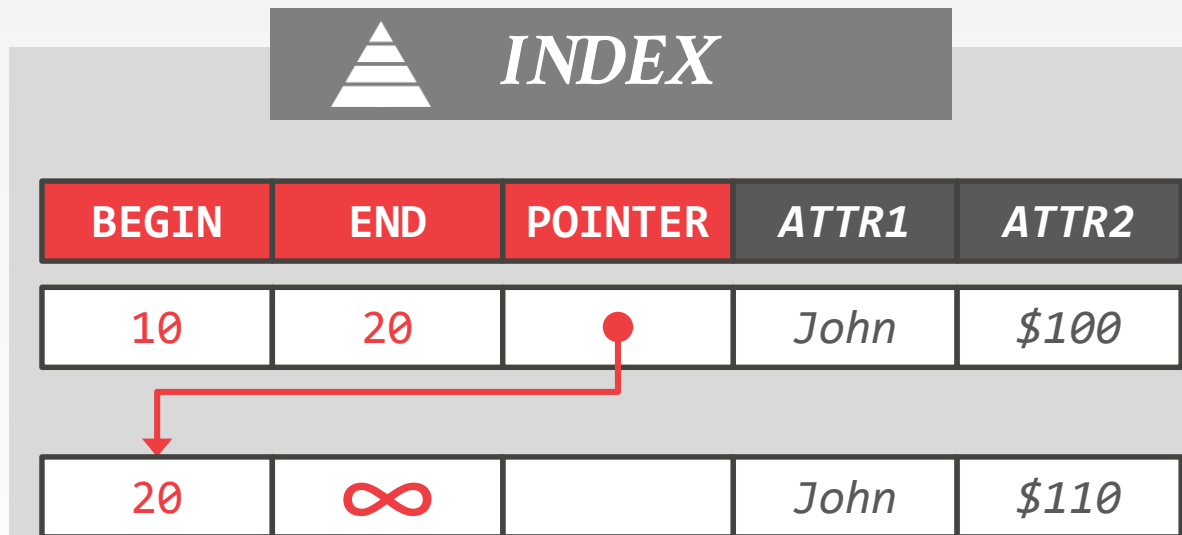 INDEX
BEGIN END POINTER ATTR1 ATTR2
10 20 John $100
20 ∞ John $110